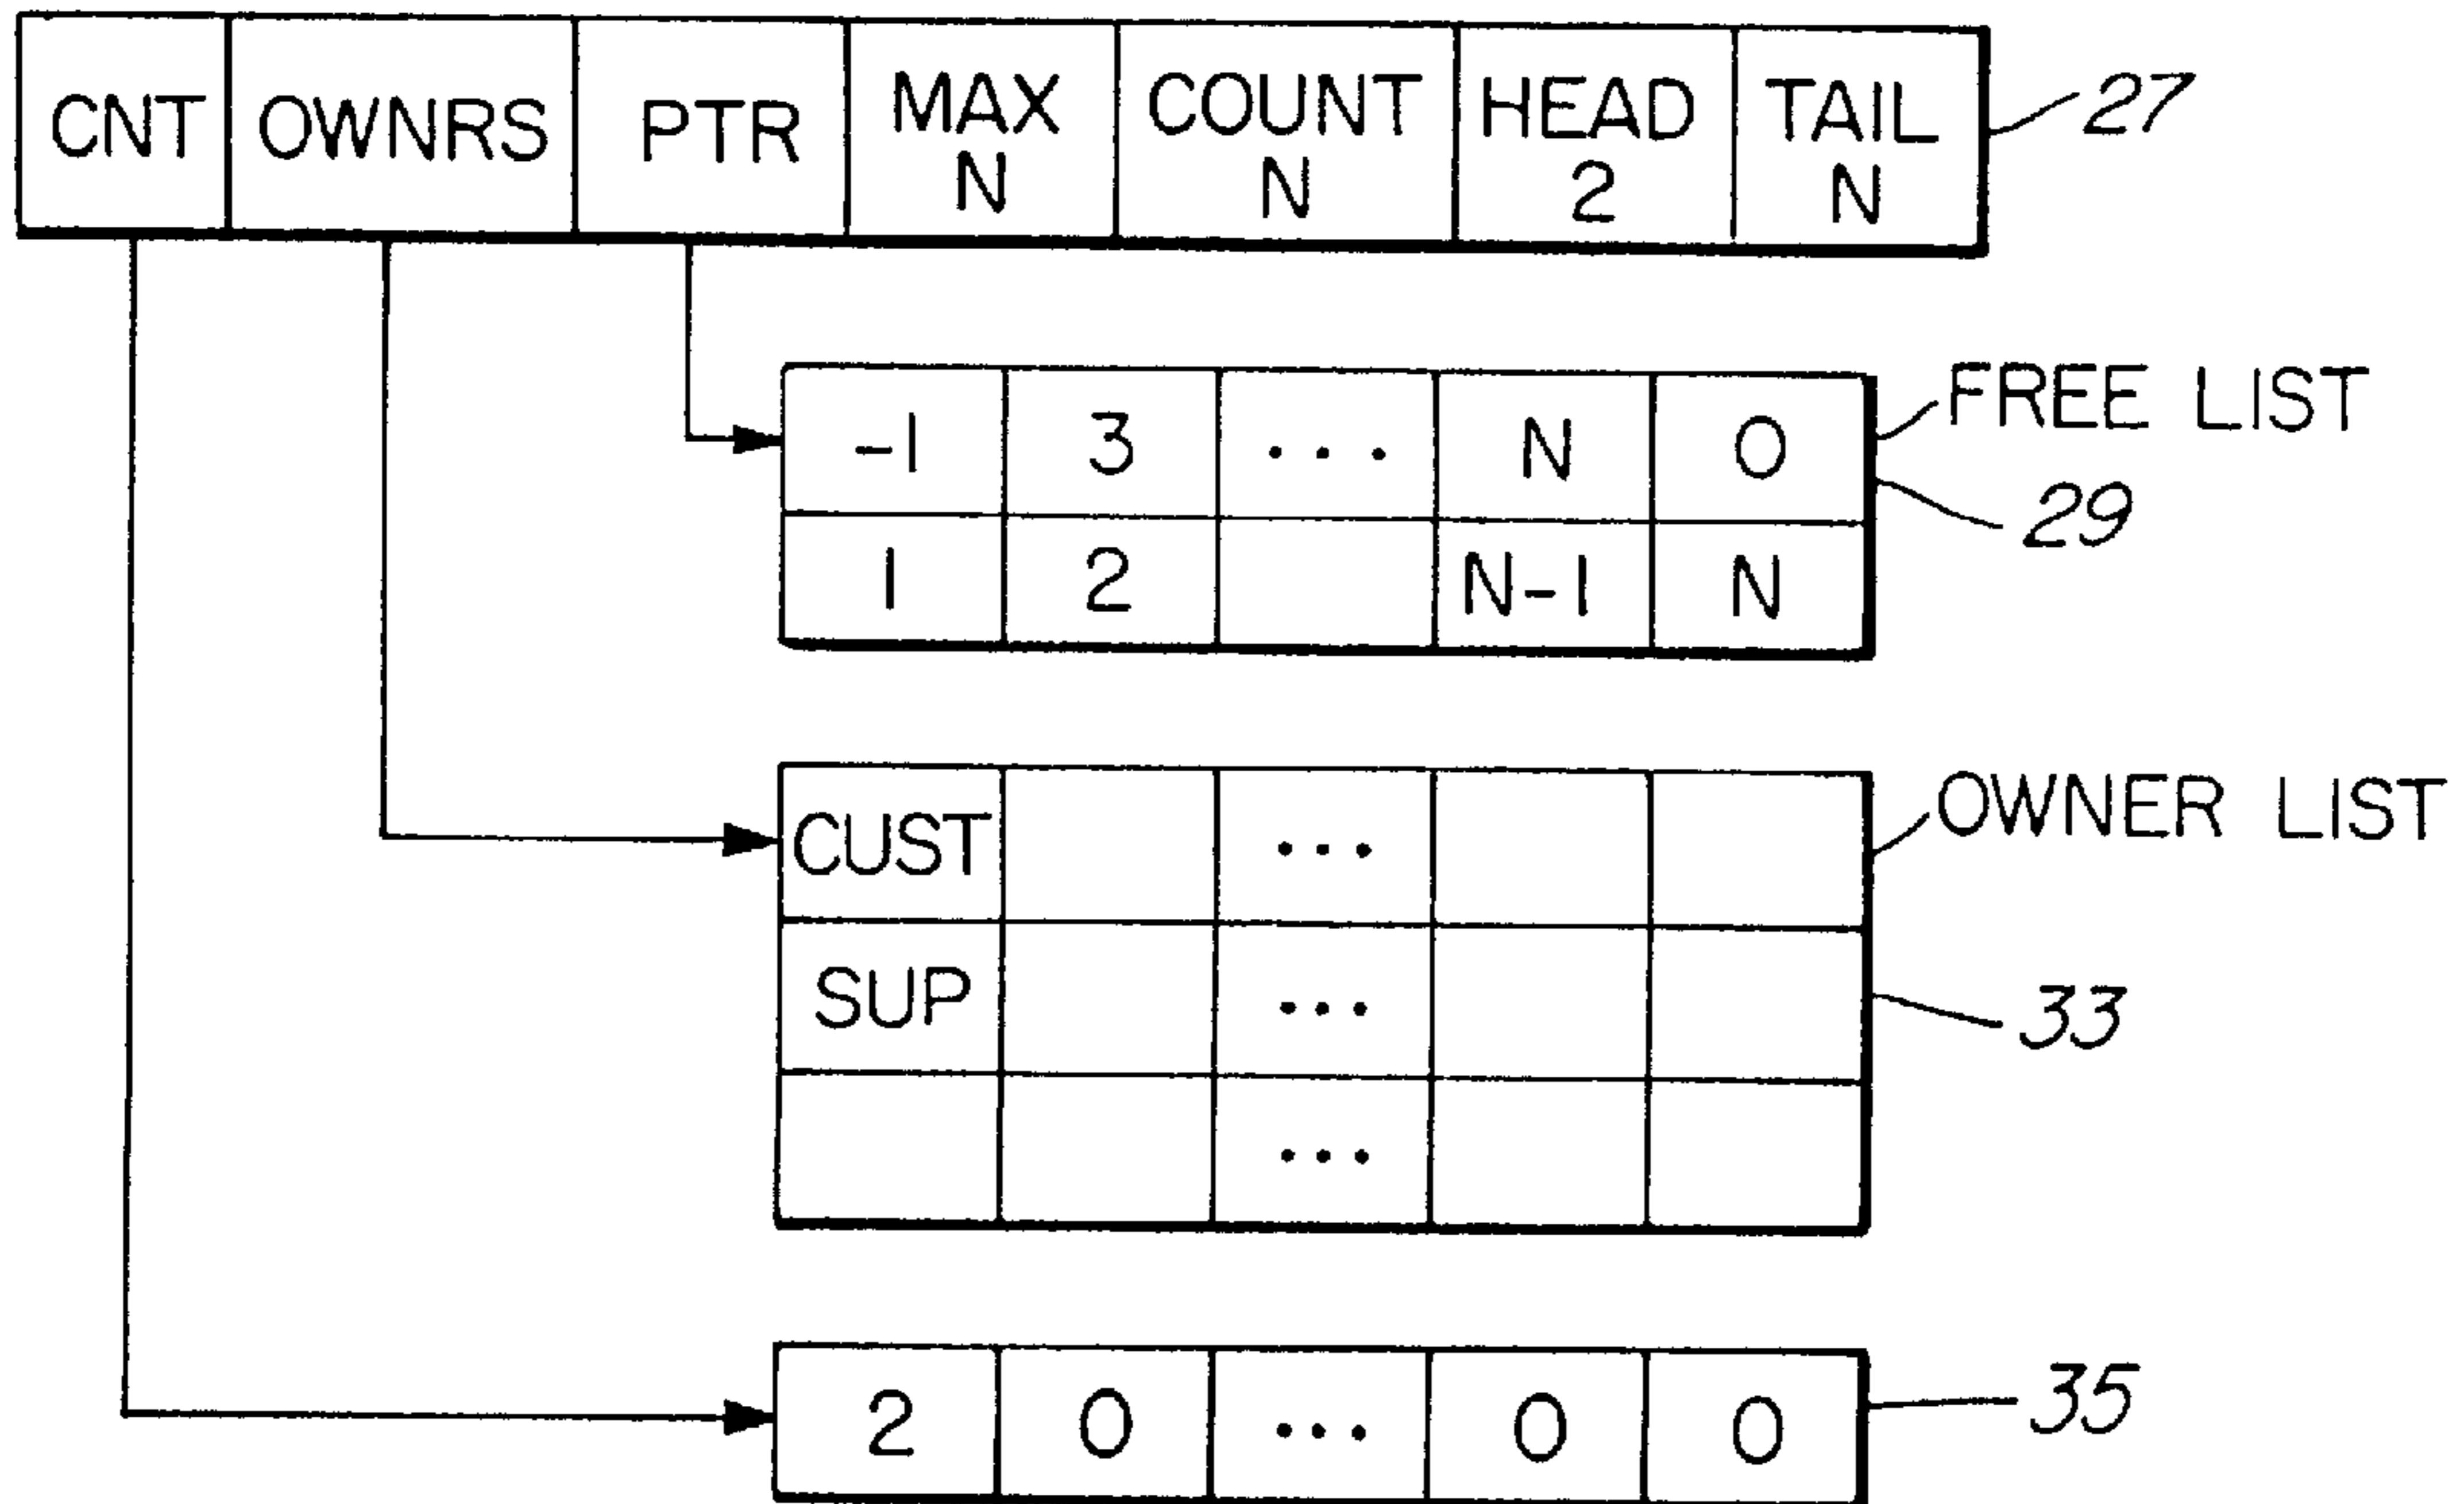 CNT OWNRS PTR MAX N COUNT N HEAD 2 TAIL N 27
-1 3 ... N 0 FREE LIST
1 2 N-1 N 29
CUST ... OWNER LIST
SUP ... 33
...
2 0 ... 0 0 35